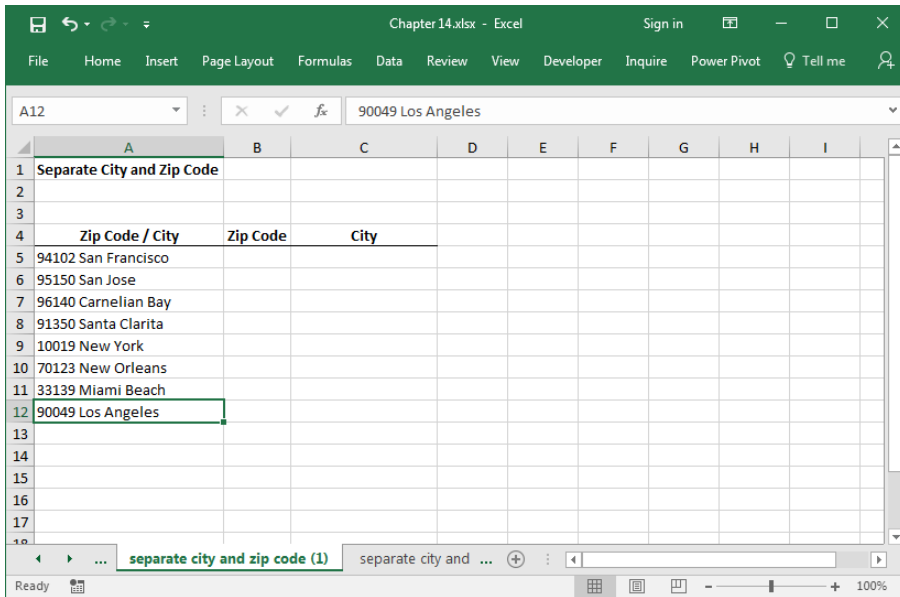 Chapter 14.xlsx - Excel Sign in
File Home Insert Page Layout Formulas Data Review View Developer Inquire Power Pivot Tell me
A12 fx 90049 Los Angeles
A B C D E F G H I
1 Separate City and Zip Code
2
3
4 Zip Code / City Zip Code City
5 94102 San Francisco
6 95150 San Jose
7 96140 Carnelian Bay
8 91350 Santa Clarita
9 10019 New York
10 70123 New Orleans
11 33139 Miami Beach
12 90049 Los Angeles
13
14
15
16
17
18
... separate city and zip code (1) separate city and ...
Ready 100%